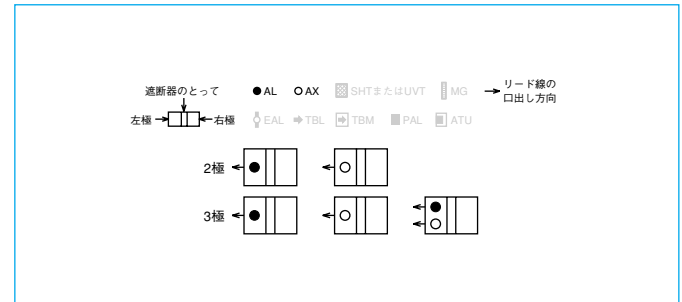 遮断器のとって
左極
右極
●AL ○AX SHTまたはUVT MG
EAL TBL TBM PAL ATU
リード線の
口出し方向
2極
3極